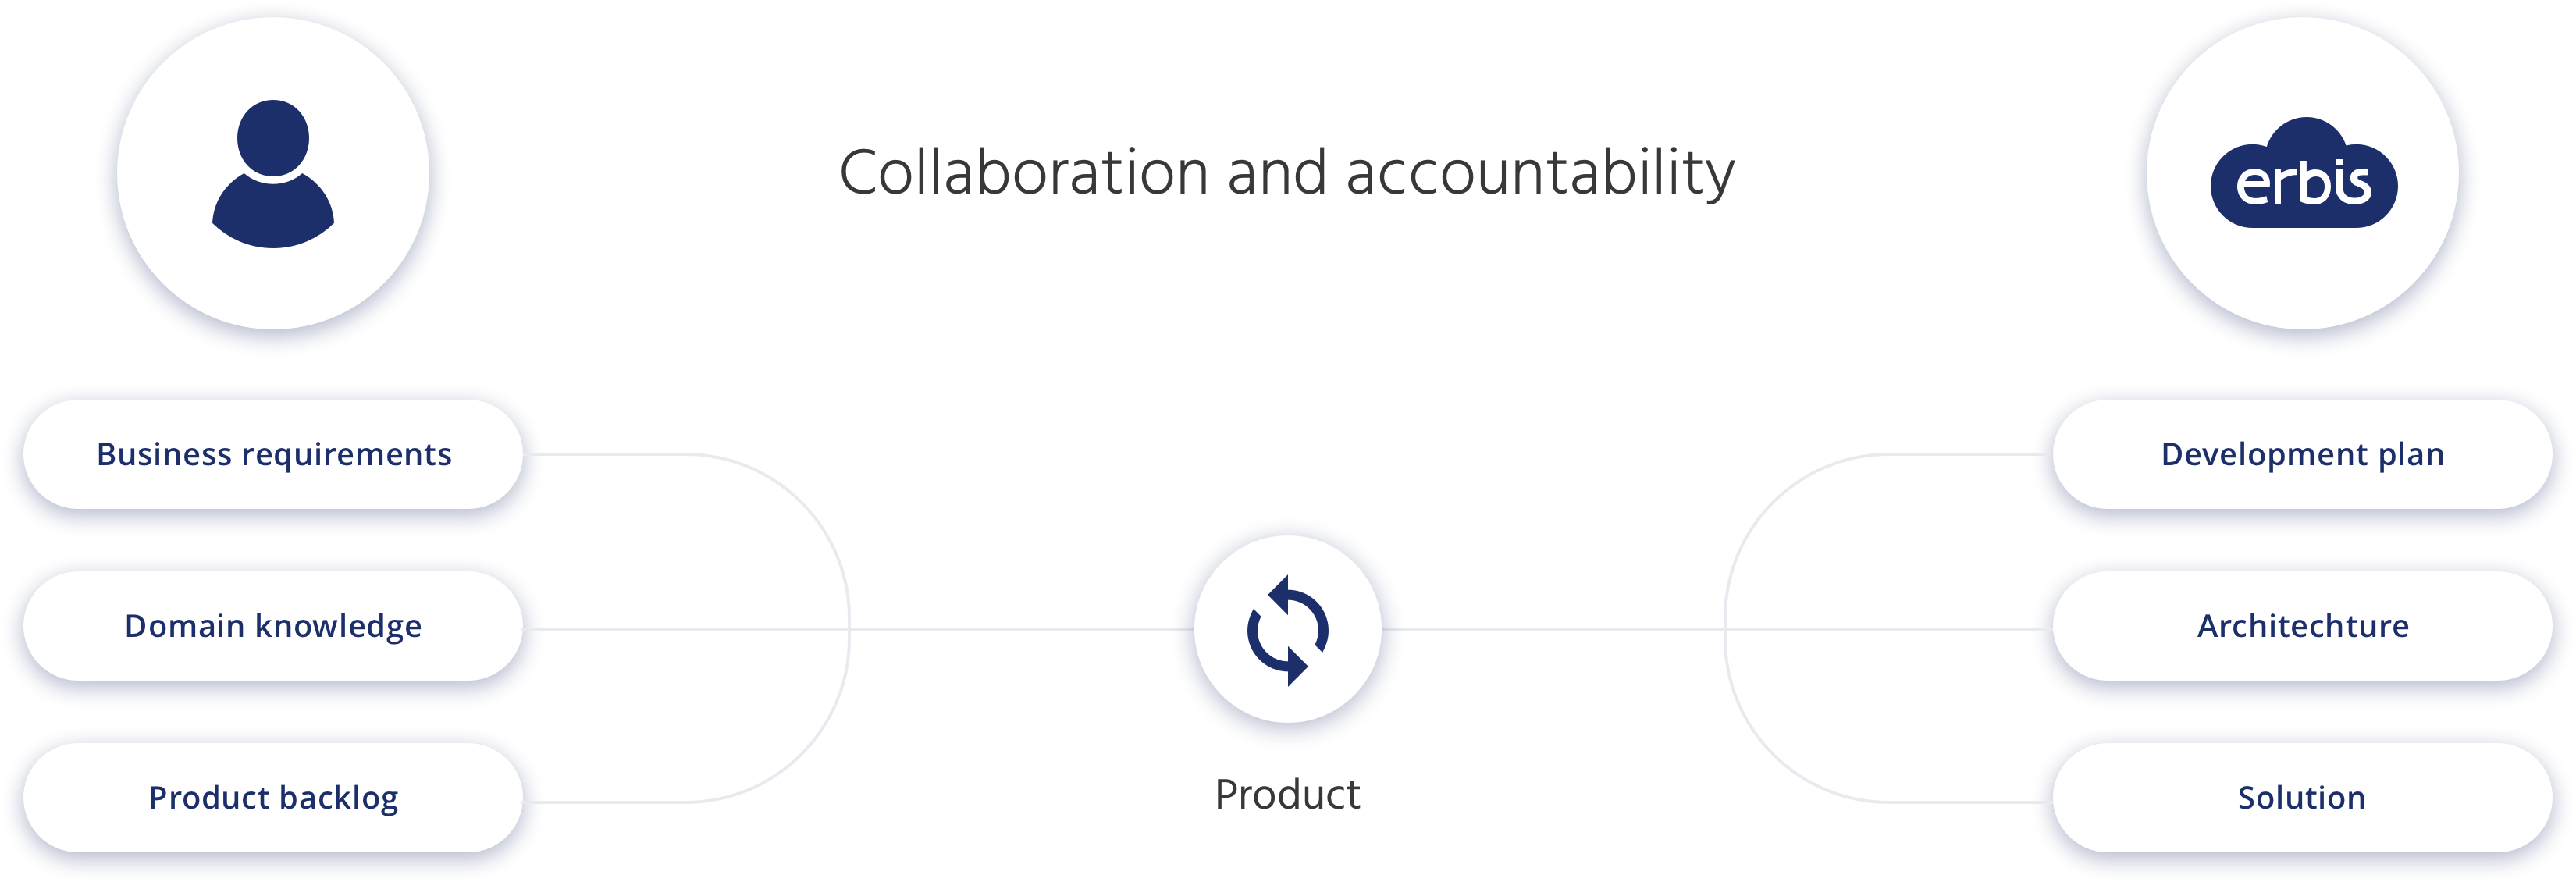 Collaboration and accountability
erbis
Business requirements
Domain knowledge
Product backlog
Product
Development plan
Architechture
Solution